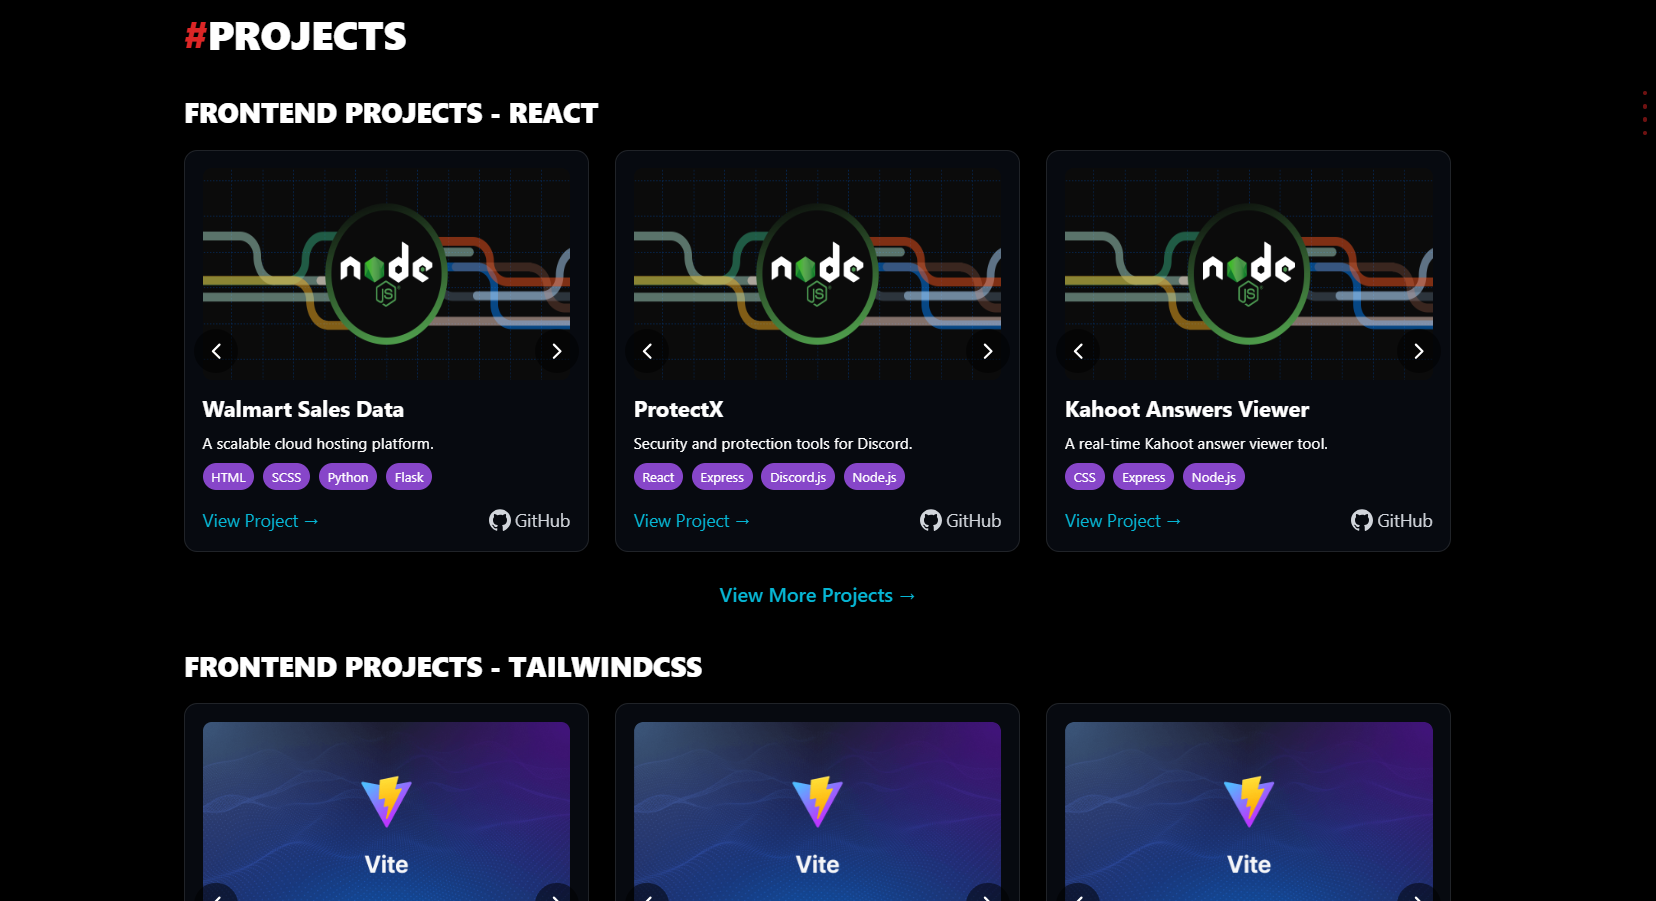 #PROJECTS
FRONTEND PROJECTS - REACT
node
JS
node
JS
node
JS
Walmart Sales Data
A scalable cloud hosting platform.
HTML SCSS Python Flask
View Project → GitHub
ProtectX
Security and protection tools for Discord.
React Express Discord.js Node.js
View Project → GitHub
Kahoot Answers Viewer
A real-time Kahoot answer viewer tool.
CSS Express Node.js
View Project → GitHub
View More Projects →
FRONTEND PROJECTS - TAILWINDCSS
Vite
Vite
Vite